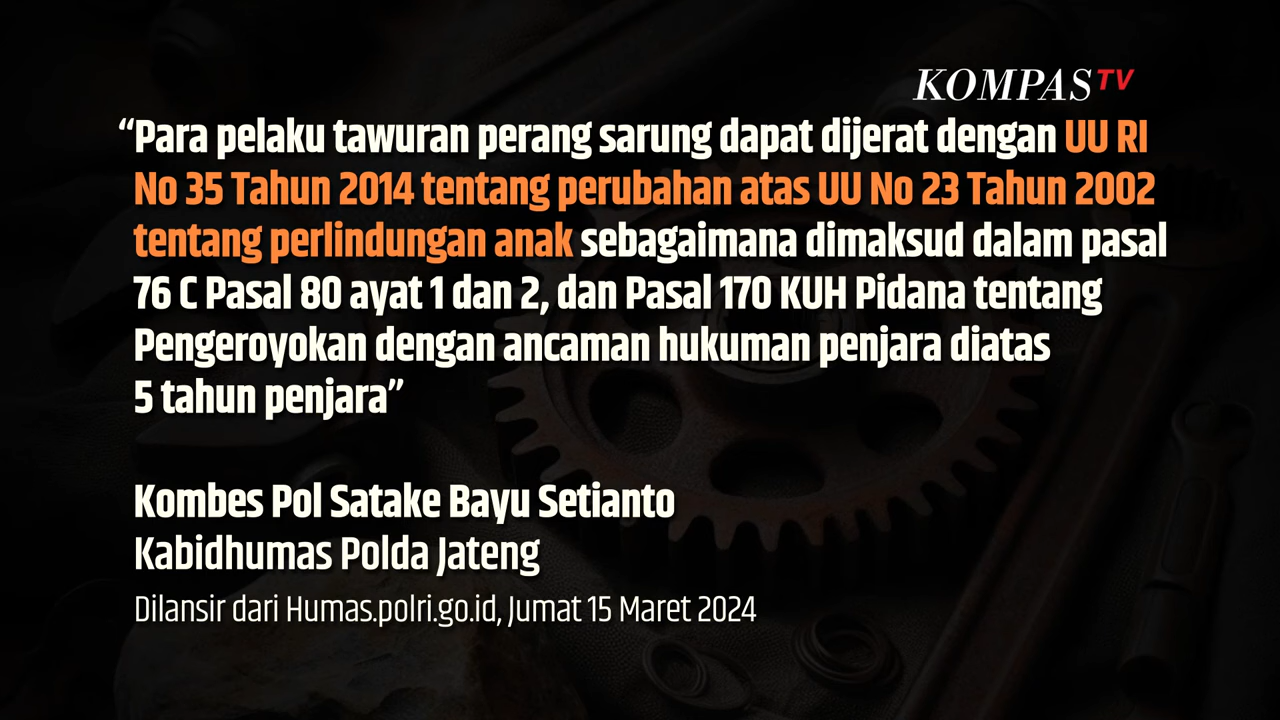 KOMPAS TV
“Para pelaku tawuran perang sarung dapat dijerat dengan UU RI
No 35 Tahun 2014 tentang perubahan atas UU No 23 Tahun 2002
tentang perlindungan anak sebagaimana dimaksud dalam pasal
76 C Pasal 80 ayat 1 dan 2, dan Pasal 170 KUH Pidana tentang
Pengeroyokan dengan ancaman hukuman penjara diatas
5 tahun penjara”
Kombes Pol Satake Bayu Setianto
Kabidhumas Polda Jateng
Dilansir dari Humas.polri.go.id, Jumat 15 Maret 2024